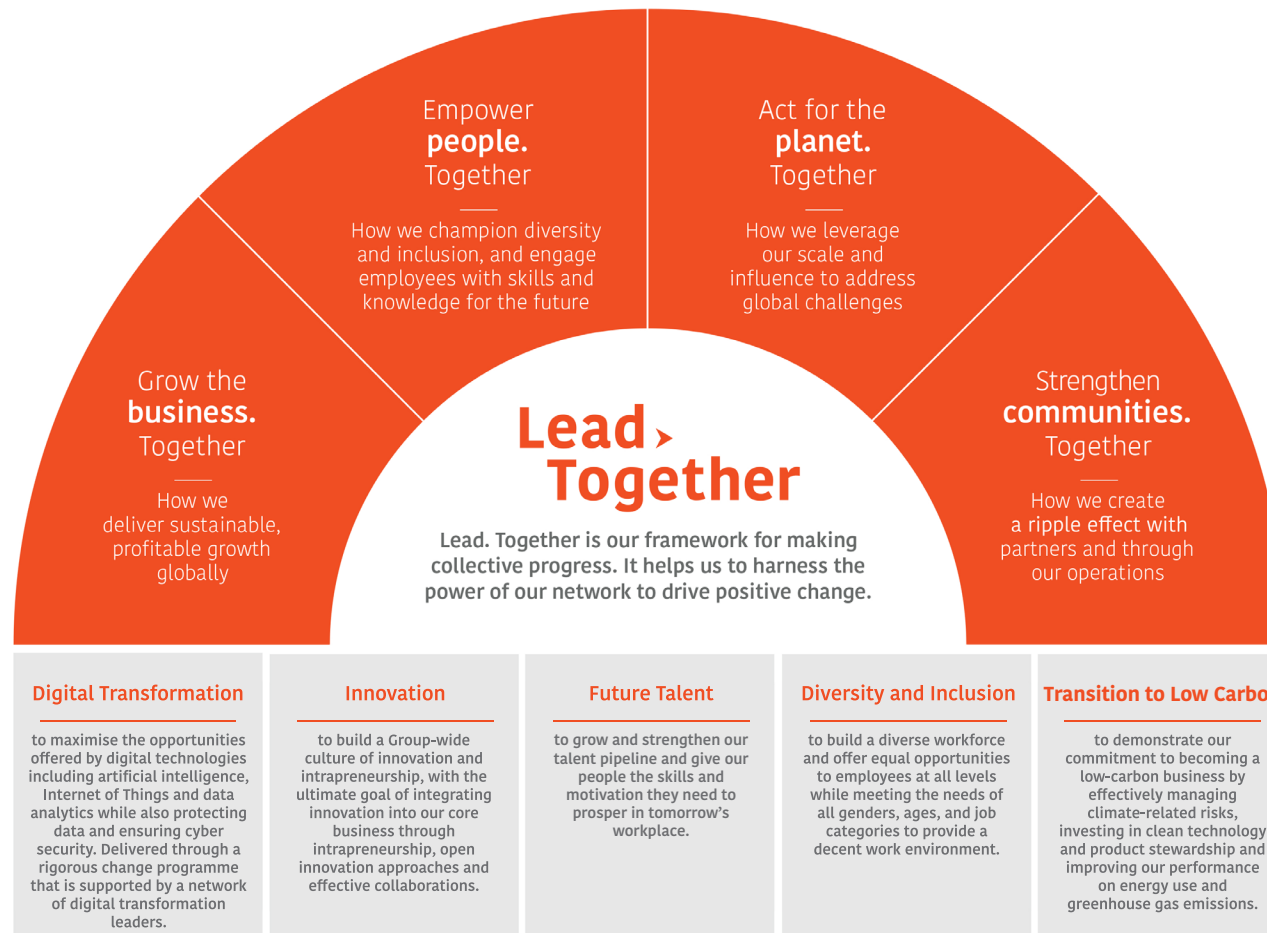 Empower
people.
Together
How we champion diversity
and inclusion, and engage
employees with skills and
knowledge for the future
Act for the
planet.
Together
How we leverage
our scale and
influence to address
global challenges
Grow the
business.
Together
How we
deliver sustainable,
profitable growth
globally
Lead
Together
Lead. Together is our framework for making
collective progress. It helps us to harness the
power of our network to drive positive change.
Strengthen
communities.
Together
How we create
a ripple effect with
partners and through
our operations
Digital Transformation
to maximise the opportunities
offered by digital technologies
including artificial intelligence,
Internet of Things and data
analytics while also protecting
data and ensuring cyber
security. Delivered through a
rigorous change programme
that is supported by a network
of digital transformation
leaders.
Innovation
to build a Group-wide
culture of innovation and
intrapreneurship, with the
ultimate goal of integrating
innovation into our core
business through
intrapreneurship, open
innovation approaches and
effective collaborations.
Future Talent
to grow and strengthen our
talent pipeline and give our
people the skills and
motivation they need to
prosper in tomorrow's
workplace.
Diversity and Inclusion
to build a diverse workforce
and offer equal opportunities
to employees at all levels
while meeting the needs of
all genders, ages, and job
categories to provide a
decent work environment.
Transition to Low Carbo
to demonstrate our
commitment to becoming a
low-carbon business by
effectively managing
climate-related risks,
investing in clean technology
and product stewardship and
improving our performance
on energy use and
greenhouse gas emissions.